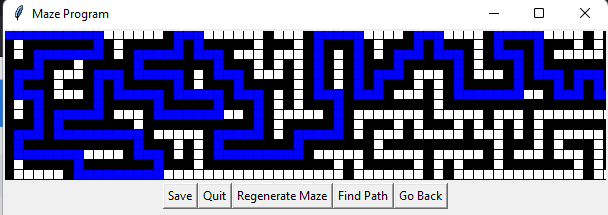 Maze Program
Save Quit Regenerate Maze Find Path Go Back